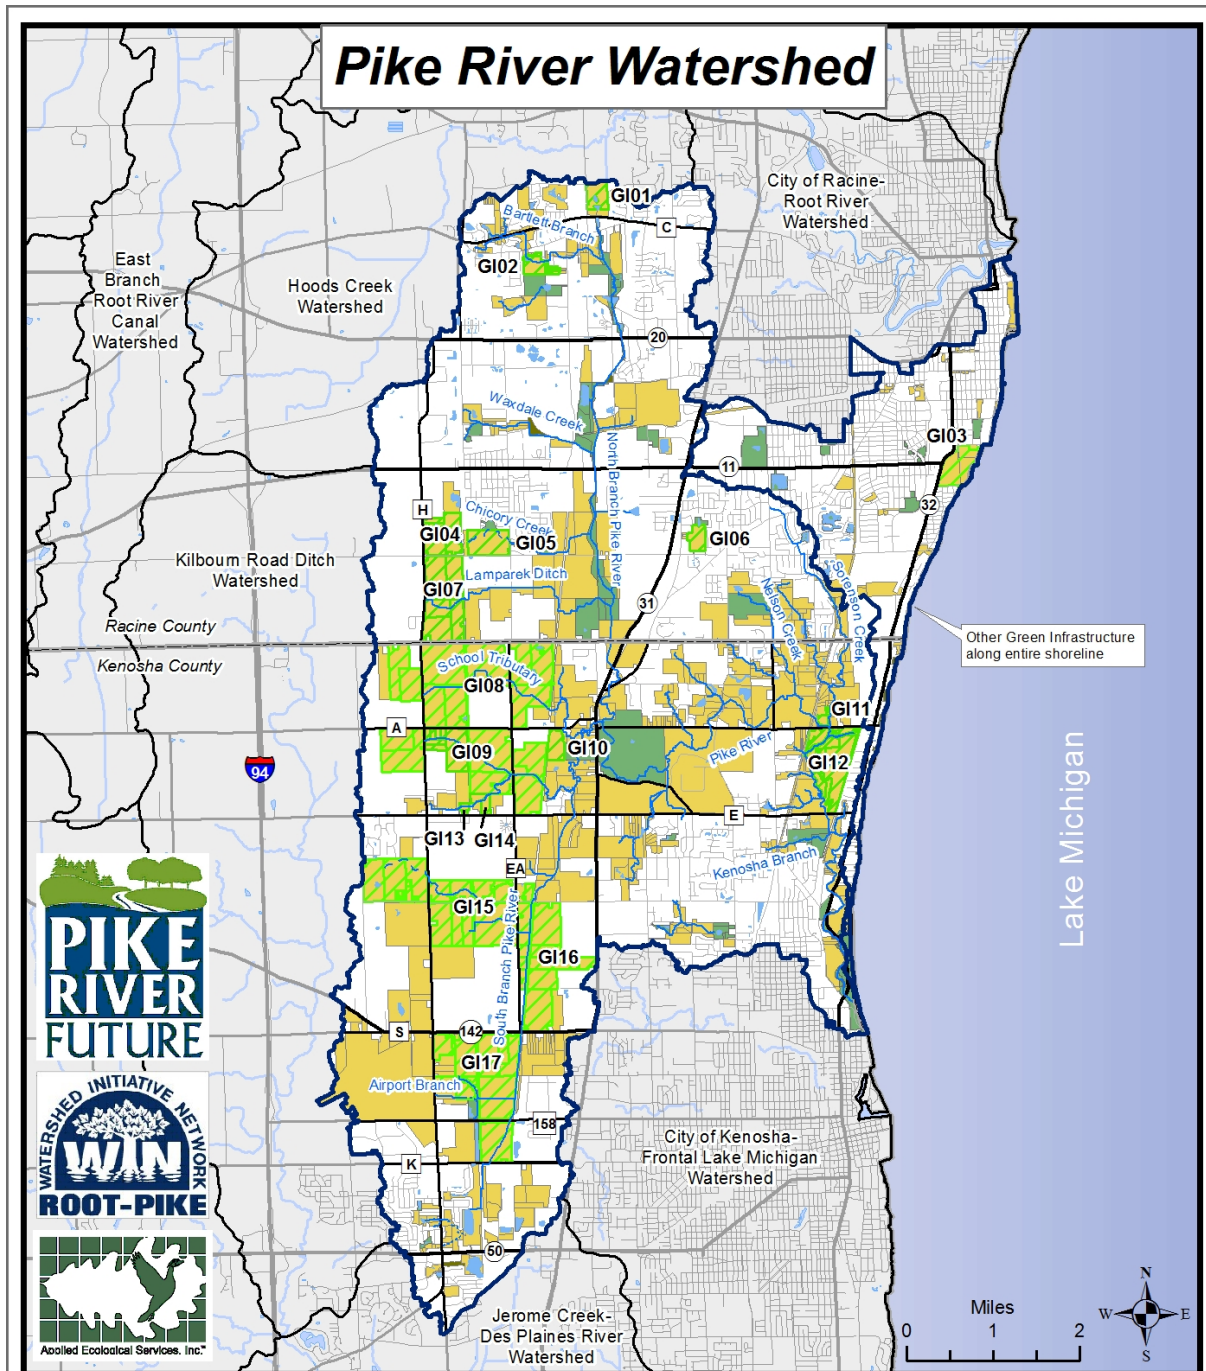 Pike River Watershed
GI01
City of Racine-
Root River
Watershed
Bartlett Branch
C
GI02
East
Branch
Root River
Canal
Watershed
Hoods Creek
Watershed
20
Waxdale Creek
North Branch Pike River
GI03
11
32
H
Chicory Creek
GI04
GI05
GI06
Kilbourn Road Ditch
Watershed
Lamparek Ditch
GI07
31
Nelson Creek
Sorenson Creek
Racine County
Kenosha County
Other Green Infrastructure
along entire shoreline
School Tributary
GI08
GI11
A
GI09
GI10
Pike River
GI12
94
Lake Michigan
E
GI13
GI14
EA
Kenosha Branch
GI15
South Branch Pike River
GI16
PIKE
RIVER
FUTURE
S
142
GI17
Airport Branch
158
City of Kenosha-
Frontal Lake Michigan
Watershed
WATERSHED INITIATIVE NETWORK
WIN
ROOT-PIKE
K
50
Applied Ecological Services, Inc.™
Jerome Creek-
Des Plaines River
Watershed
Miles
0 1 2
N
W E
S